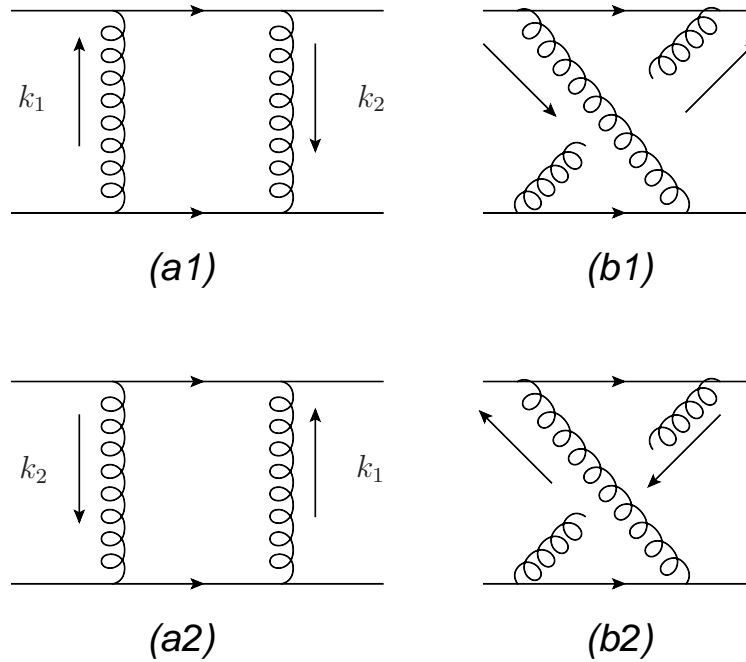 k₁ k₂
(a1) (b1)
k₂ k₁
(a2) (b2)